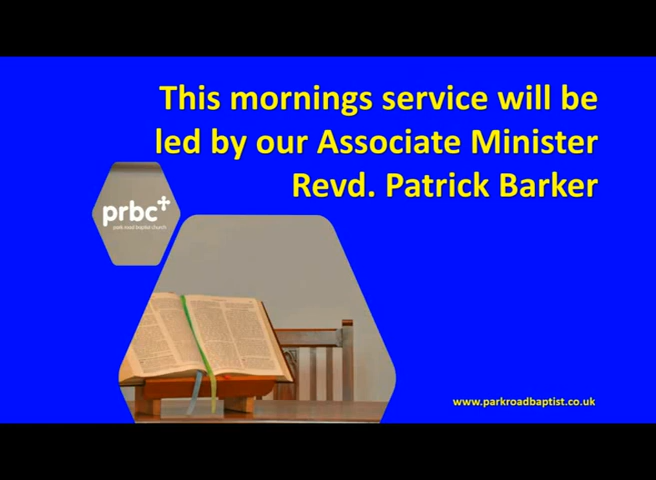 This mornings service will be
led by our Associate Minister
Revd. Patrick Barker
prbc+
park road baptist church
www.parkroadbaptist.co.uk